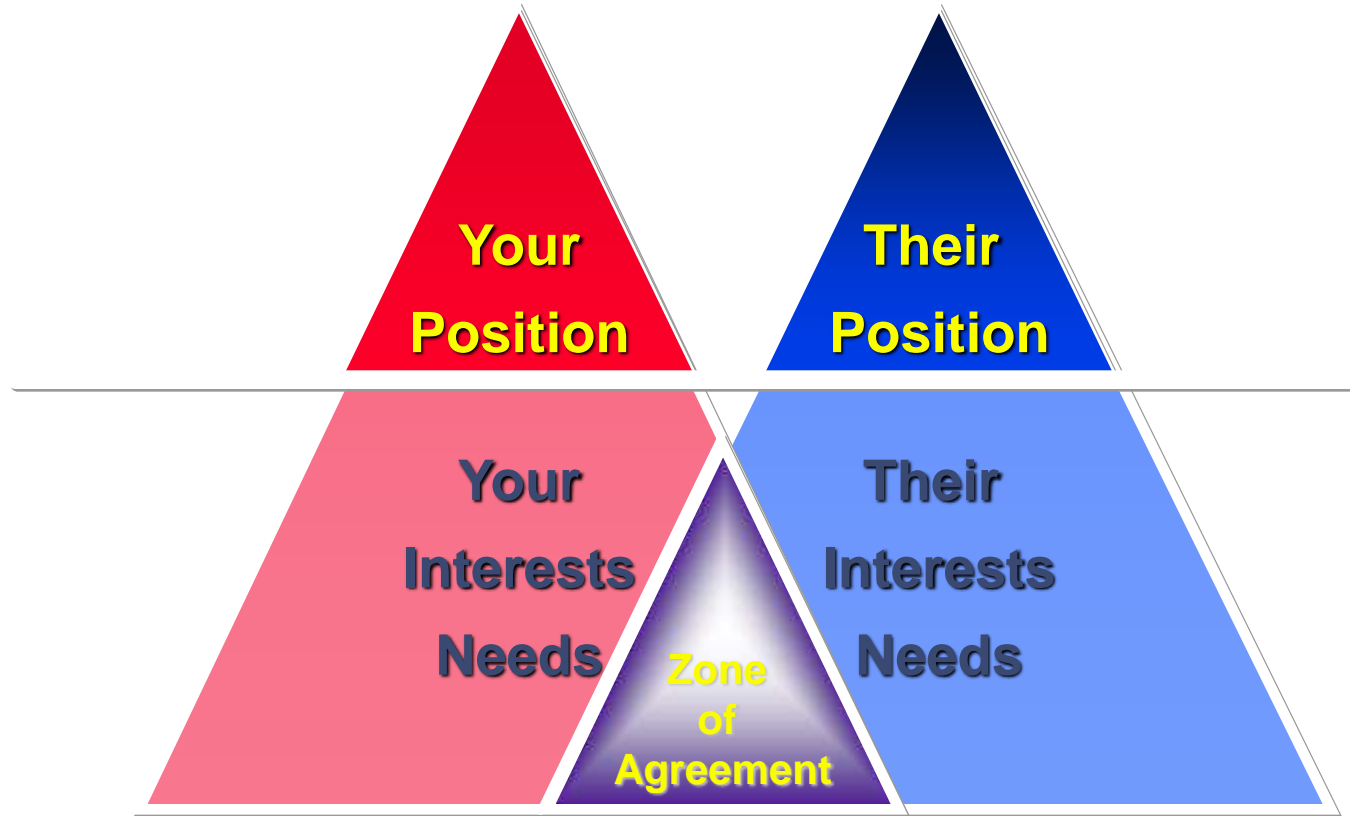 Your
Position
Their
Position
Your
Interests
Needs
Their
Interests
Needs
Zone
of
Agreement